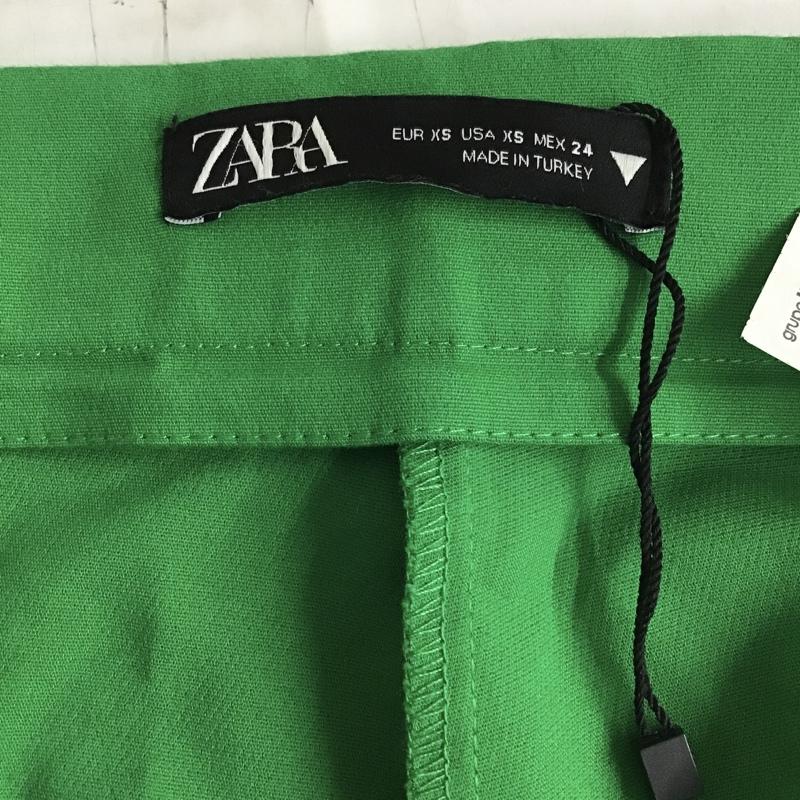 ZARA
EUR XS USA XS MEX 24
MADE IN TURKEY